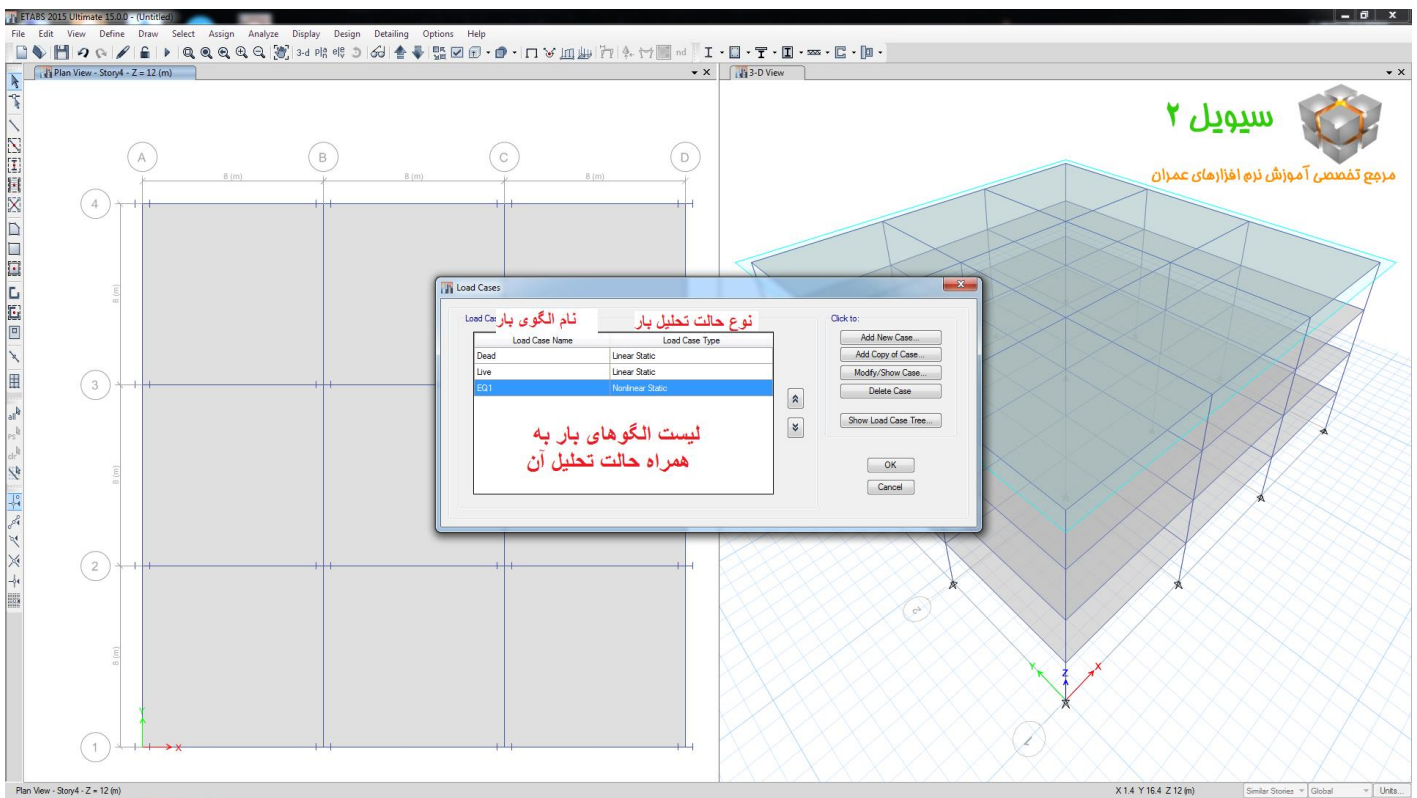 ETABS 2015 Ultimate 15.0.0 - (Untitled)
File Edit View Define Draw Select Assign Analyze Display Design Detailing Options Help
3-d
nd
Plan View - Story4 - Z = 12 (m)
3-D View
سیویل ۲
مرجع تخصصی آموزش نرم افزارهای عمران
A B C D
8 (m) 8 (m) 8 (m)
4
8 (m)
3
8 (m)
2
8 (m)
1
Y
X
all
Load Cases
نام الگوی بار
نوع حالت تحلیل بار
Click to:
Load Case Name Load Case Type
Dead Linear Static
Live Linear Static
EQ1 Nonlinear Static
لیست الگوهای بار به
همراه حالت تحلیل آن
Add New Case...
Add Copy of Case...
Modify/Show Case...
Delete Case
Show Load Case Tree...
OK
Cancel
2
Y Z X
1
Plan View - Story4 - Z = 12 (m)
X 1.4 Y 16.4 Z 12 (m)
Similar Stories
Global
Units...